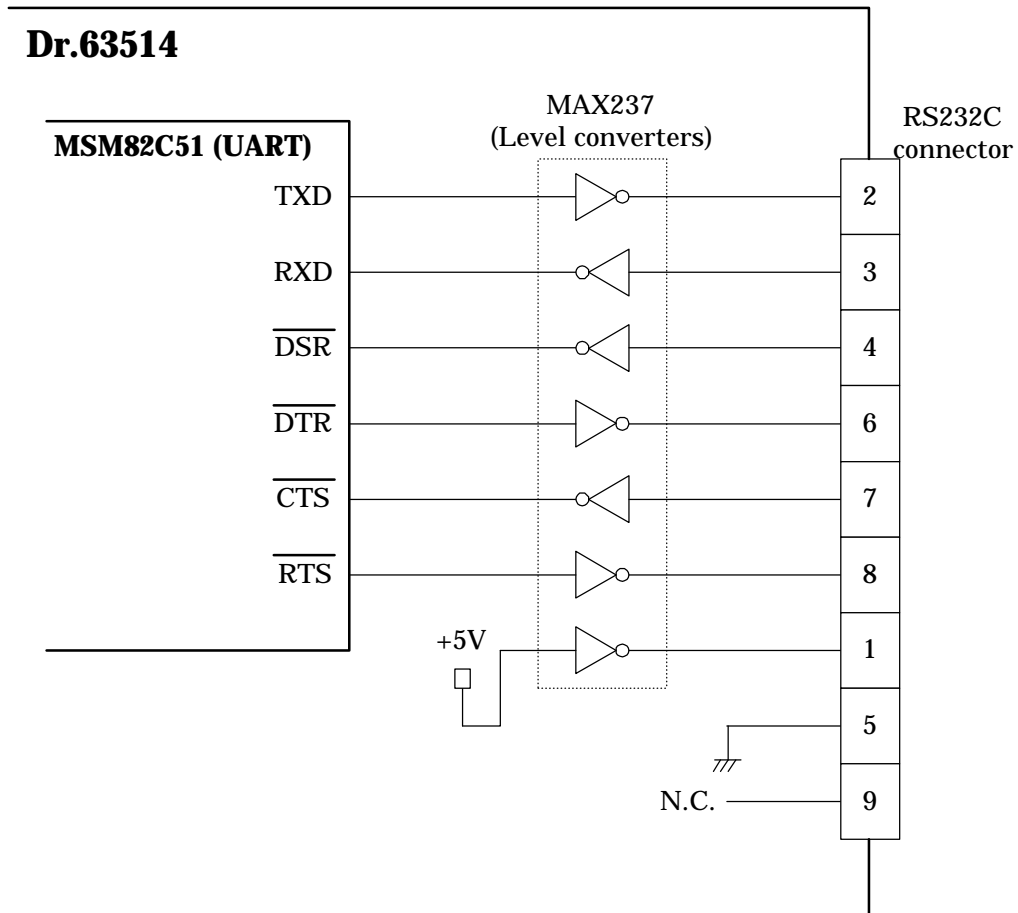 Dr.63514
MAX237
(Level converters)
RS232C
connector
MSM82C51 (UART)
TXD
2
RXD
3
DSR
4
DTR
6
CTS
7
RTS
8
+5V
1
5
N.C.
9